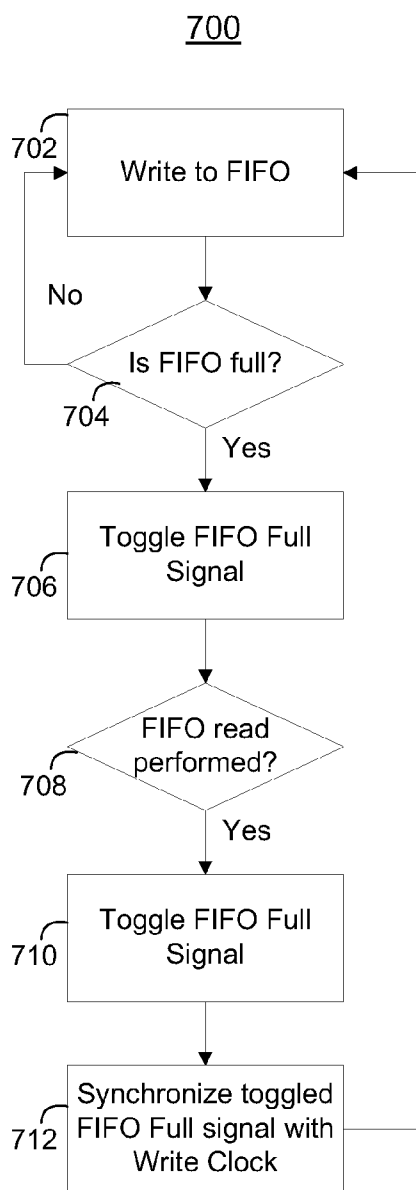 700
702
Write to FIFO
No
Is FIFO full?
704
Yes
Toggle FIFO Full
Signal
706
FIFO read
performed?
708
Yes
Toggle FIFO Full
Signal
710
Synchronize toggled
FIFO Full signal with
Write Clock
712